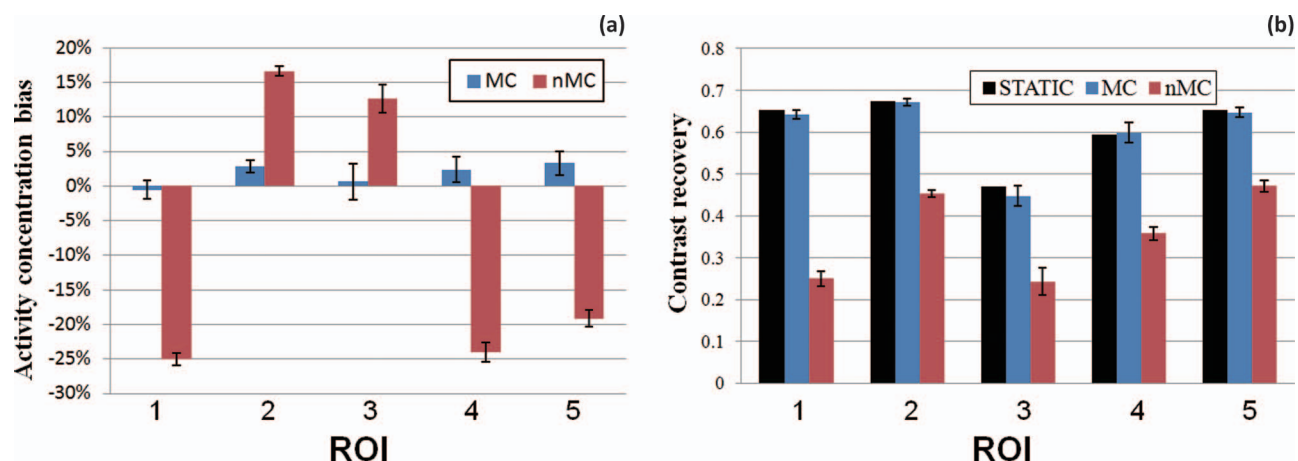 (a)
Activity concentration bias
20%
15%
10%
5%
0%
-5%
-10%
-15%
-20%
-25%
-30%
MC nMC
1 2 3 4 5
ROI
(b)
Contrast recovery
0.8
0.7
0.6
0.5
0.4
0.3
0.2
0.1
0
STATIC MC nMC
1 2 3 4 5
ROI